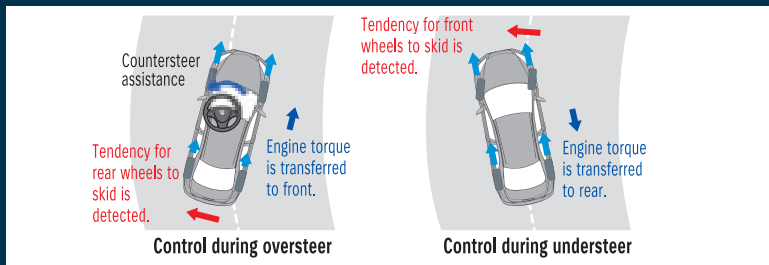 Countersteer
assistance
Tendency for
rear wheels to
skid is
detected.
Engine torque
is transferred
to front.
Control during oversteer
Tendency for front
wheels to skid is
detected.
Engine torque
is transferred
to rear.
Control during understeer